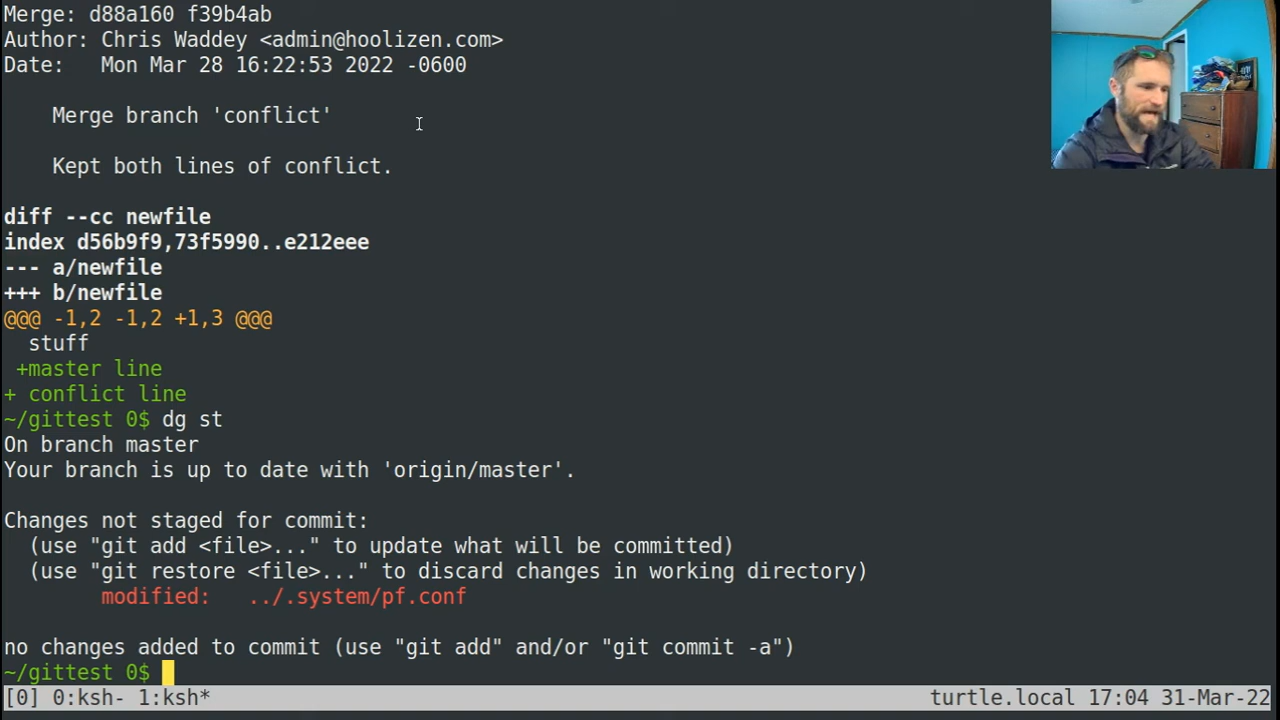 Merge: d88a160 f39b4ab
Author: Chris Waddey <admin@hoolizen.com>
Date:   Mon Mar 28 16:22:53 2022 -0600

    Merge branch 'conflict'

    Kept both lines of conflict.

diff --cc newfile
index d56b9f9,73f5990..e212eee
--- a/newfile
+++ b/newfile
@@@ -1,2 -1,2 +1,3 @@@
  stuff
 +master line
+ conflict line
~/gittest 0$ dg st
On branch master
Your branch is up to date with 'origin/master'.

Changes not staged for commit:
  (use "git add <file>..." to update what will be committed)
  (use "git restore <file>..." to discard changes in working directory)
        modified:   ../.system/pf.conf

no changes added to commit (use "git add" and/or "git commit -a")
~/gittest 0$
[0] 0:ksh- 1:ksh* turtle.local 17:04 31-Mar-22